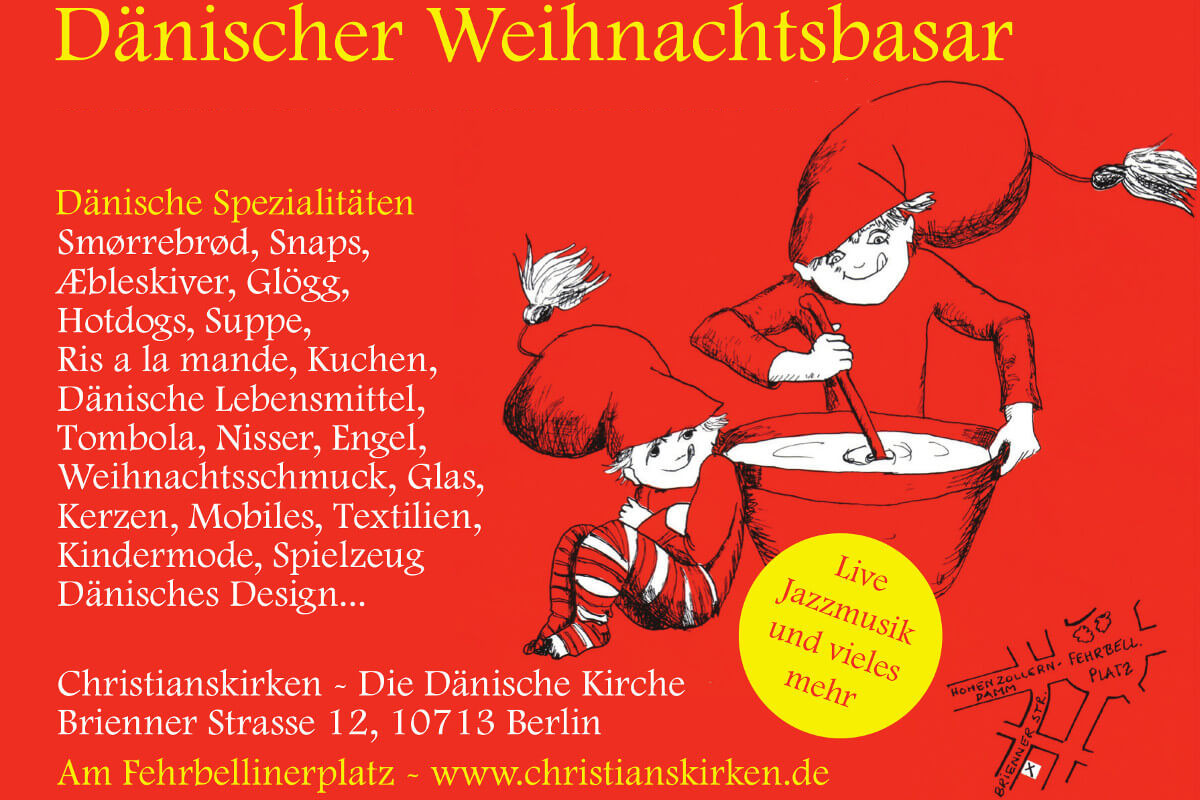 Dänischer Weihnachtsbasar
Dänische Spezialitäten
Smørrebrød, Snaps,
Æbleskiver, Glögg,
Hotdogs, Suppe,
Ris a la mande, Kuchen,
Dänische Lebensmittel,
Tombola, Nisser, Engel,
Weihnachtsschmuck, Glas,
Kerzen, Mobiles, Textilien,
Kindermode, Spielzeug
Dänisches Design...
Live
Jazzmusik
und vieles
mehr
Christianskirken - Die Dänische Kirche
Brienner Strasse 12, 10713 Berlin
Am Fehrbellinerplatz - www.christianskirken.de
HOHENZOLLERN-
DAMM
FEHRBELL.
PLATZ
BRIENNER STR.
X